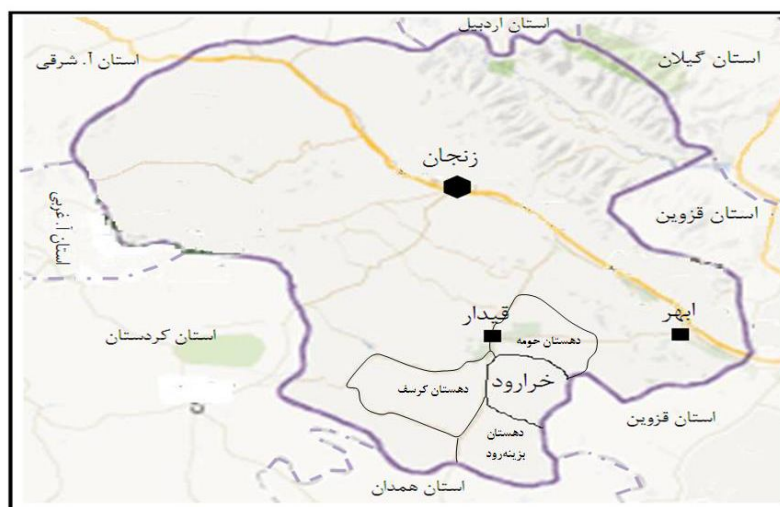 استان اردبیل
استان گیلان
استان آ. شرقی
زنجان
استان قزوین
استان آ. غربی
قیدار
ابهر
استان کردستان
دهستان حومه
خرارود
دهستان کرسف
استان قزوین
دهستان
بزینه‌رود
استان همدان